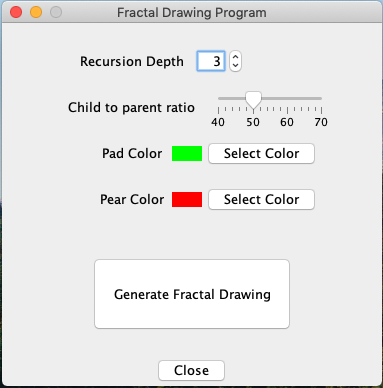 Fractal Drawing Program
Recursion Depth 3
Child to parent ratio
40 50 60 70
Pad Color Select Color
Pear Color Select Color
Generate Fractal Drawing
Close